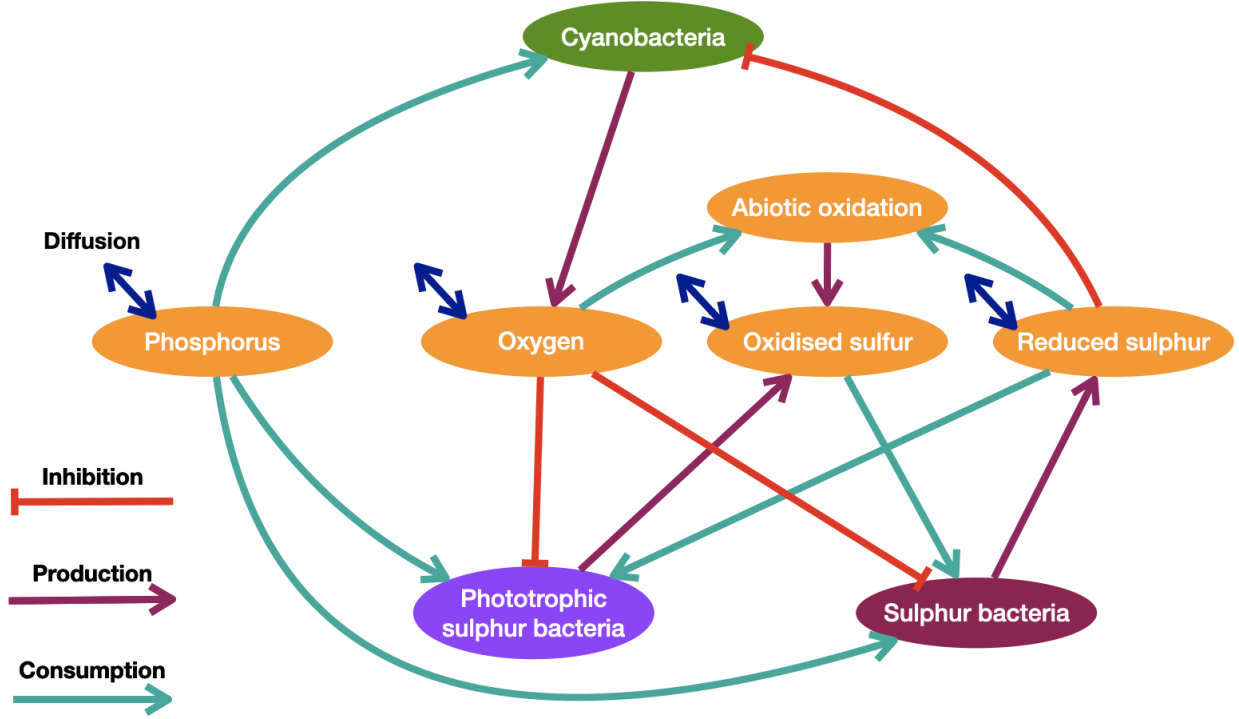 Cyanobacteria
Abiotic oxidation
Diffusion
Phosphorus
Oxygen
Oxidised sulfur
Reduced sulphur
Inhibition
Production
Phototrophic
sulphur bacteria
Sulphur bacteria
Consumption